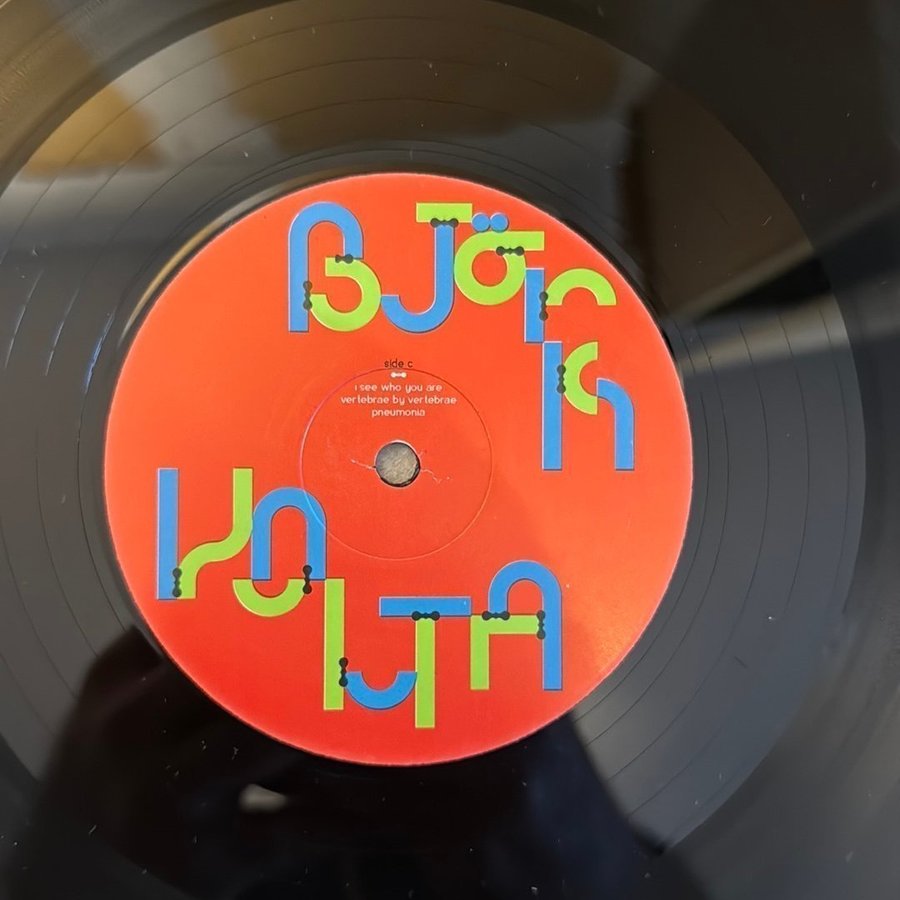 BJÖRK
side c
i see who you are
vertebrae by vertebrae
pneumonia
VOLTA